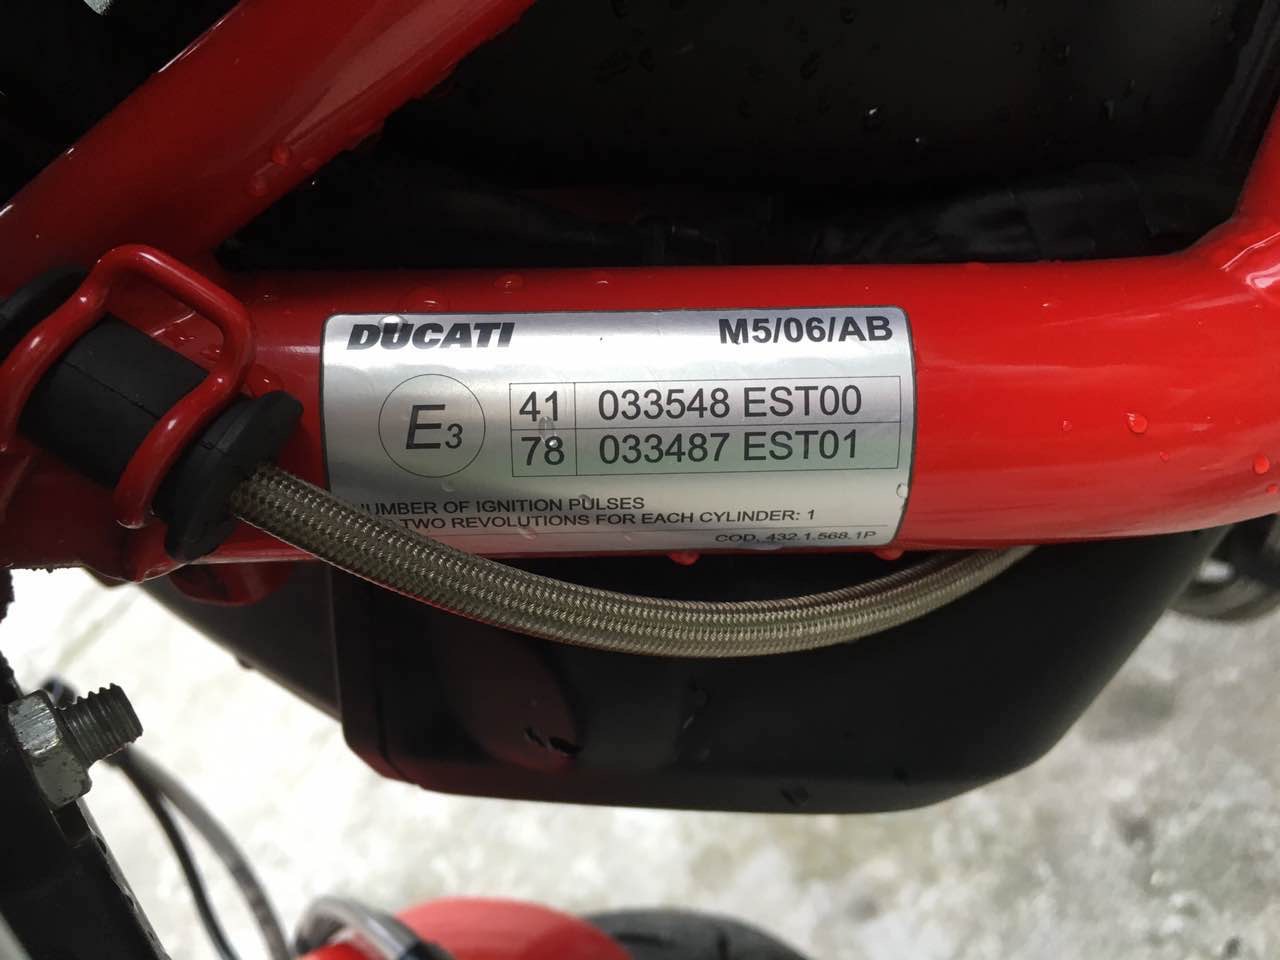 DUCATI M5/06/AB
E3
41 033548 EST00
78 033487 EST01
NUMBER OF IGNITION PULSES
TWO REVOLUTIONS FOR EACH CYLINDER: 1
COD. 432.1.568.1P